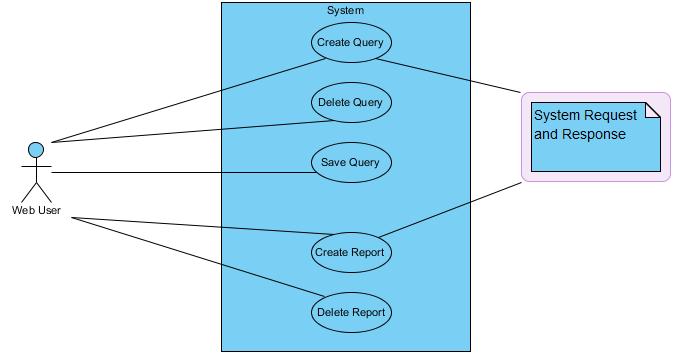 System
Create Query
Delete Query
System Request
and Response
Save Query
Web User
Create Report
Delete Report